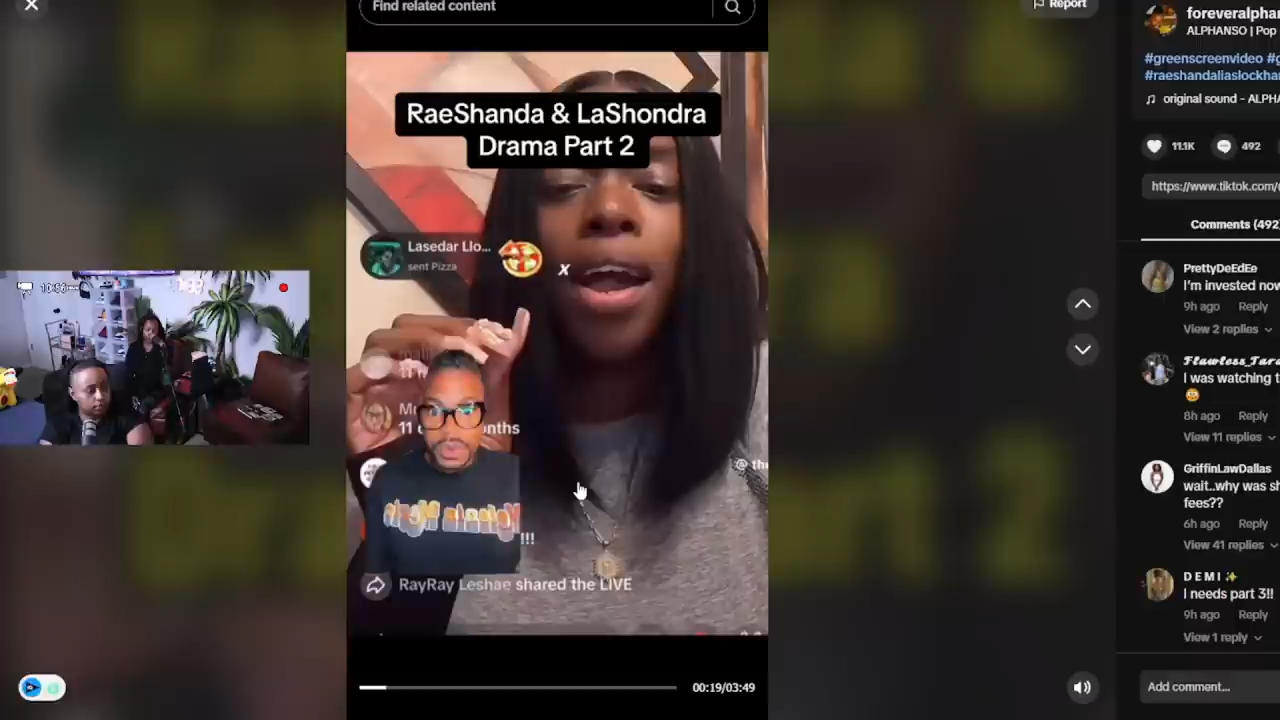 Find related content
Report
RaeShanda & LaShondra
Drama Part 2
Lasedar Llo...
sent Pizza
x
!!!
RayRay Leshae shared the LIVE
00:19/03:49
foreveralphan
ALPHANSO | Pop
#greenscreenvideo #g
#raeshandaliaslockhar
original sound - ALPHA
11.1K
492
https://www.tiktok.com/
Comments (492
PrettyDeEdEe
I'm invested now
9h ago Reply
View 2 replies
I was watching t
8h ago Reply
View 11 replies
GriffinLawDallas
wait..why was sh
fees??
6h ago Reply
View 41 replies
D E M I
I needs part 3!!
9h ago Reply
View 1 reply
Add comment...